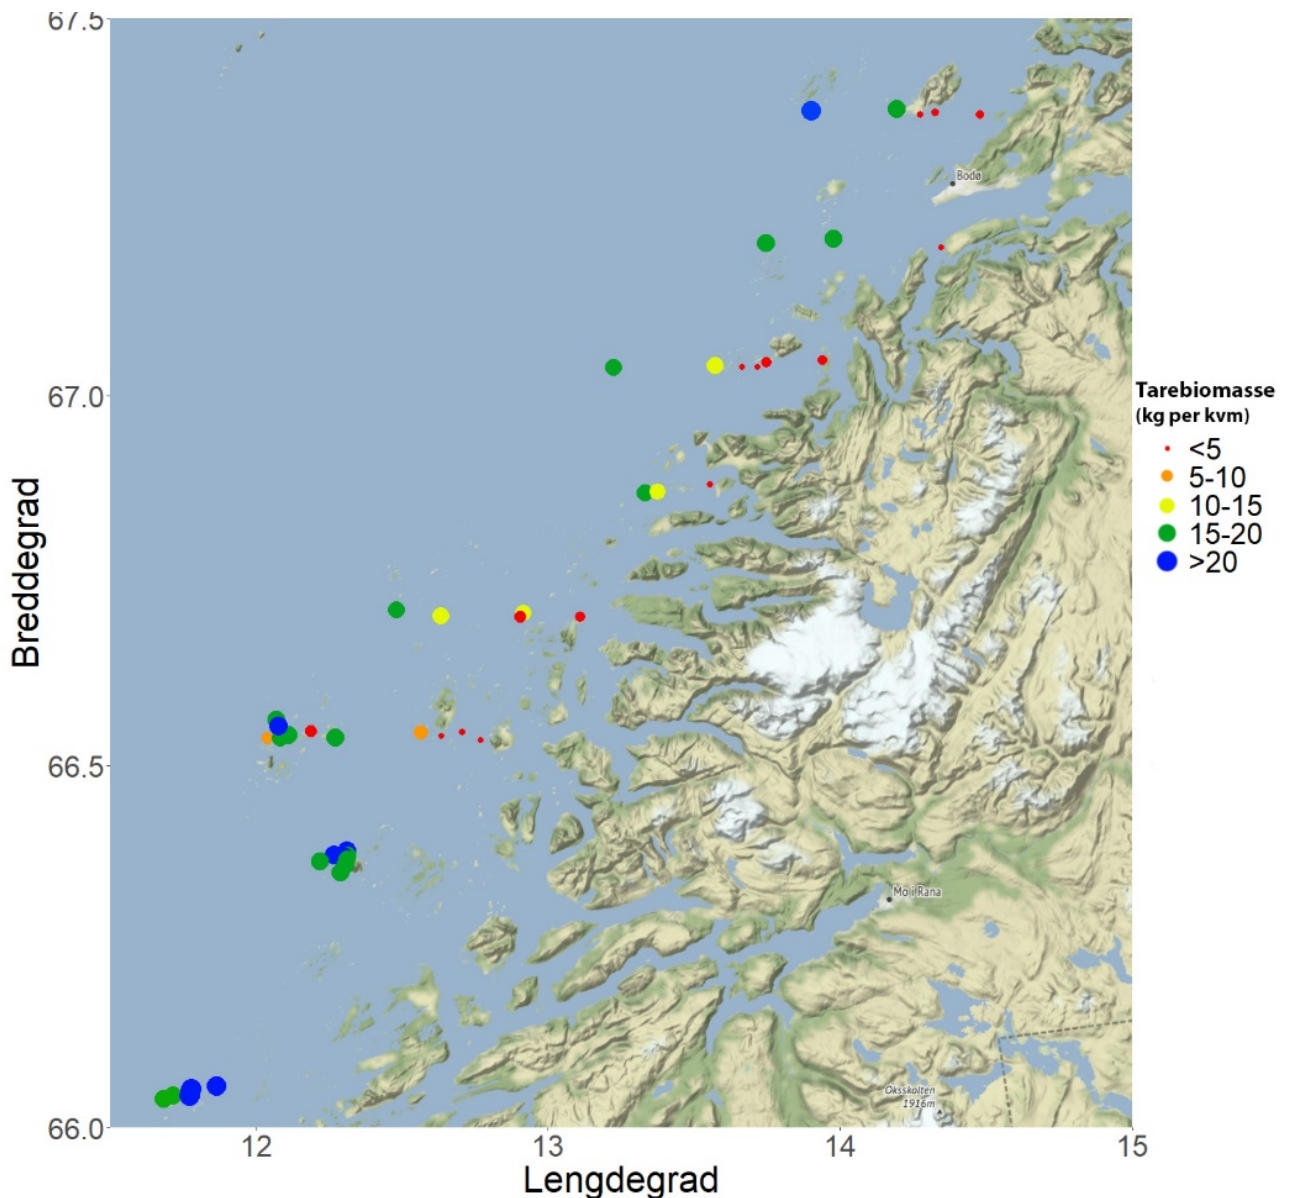 67.5
Bodø
67.0
Tarebiomasse
(kg per kvm)
<5
5-10
10-15
15-20
>20
Breddegrad
66.5
Mo i Rana
Oksskolten
1916m
66.0
12
13
14
15
Lengdegrad